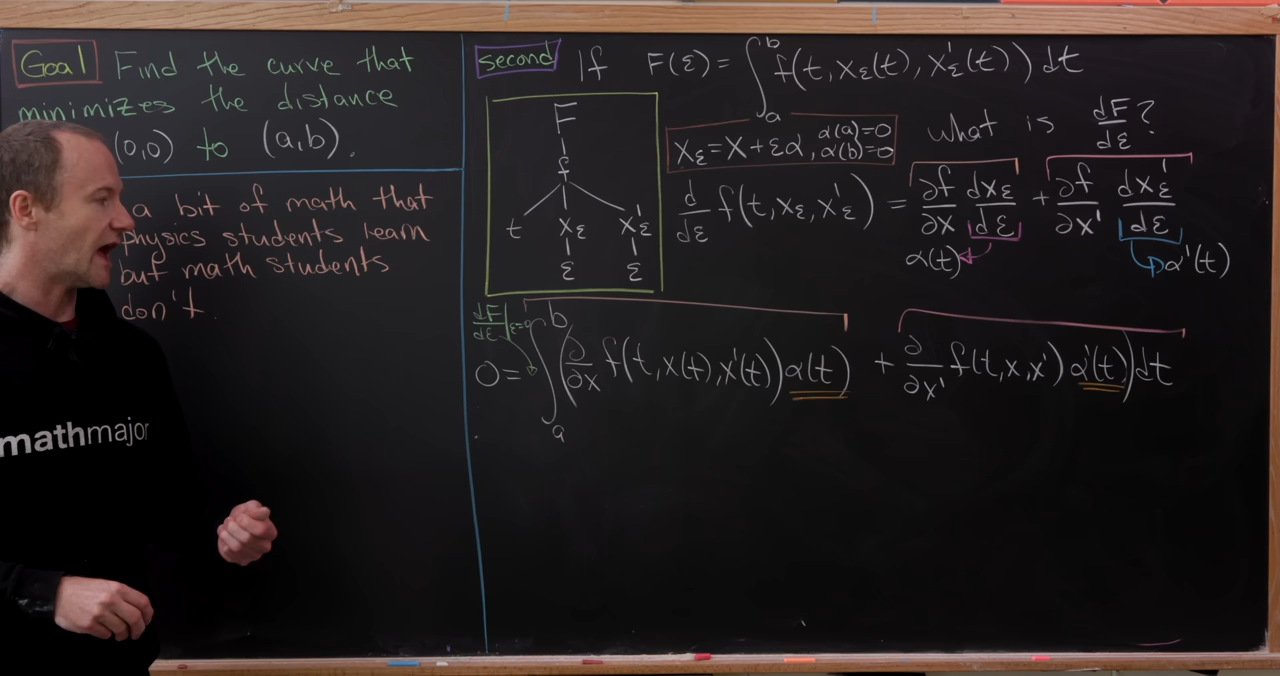 Goal Find the curve that
minimizes the distance
(0,0) to (a,b).
a bit of math that
physics students learn
but math students
don't.
second If F(ε) = ∫_a^b f(t, x_ε(t), x'_ε(t)) dt
what is dF/dε ?
F
f
t x_ε x'_ε
ε ε
x_ε = x + εα, α(a)=0, α(b)=0
d/dε f(t, x_ε, x'_ε) = ∂f/∂x dx_ε/dε + ∂f/∂x' dx'_ε/dε
α(t) α'(t)
dF/dε|ε=0
0 = ∫_a^b (∂/∂x f(t, x(t), x'(t)) α(t) + ∂/∂x' f(t, x, x') α'(t)) dt
mathmajor